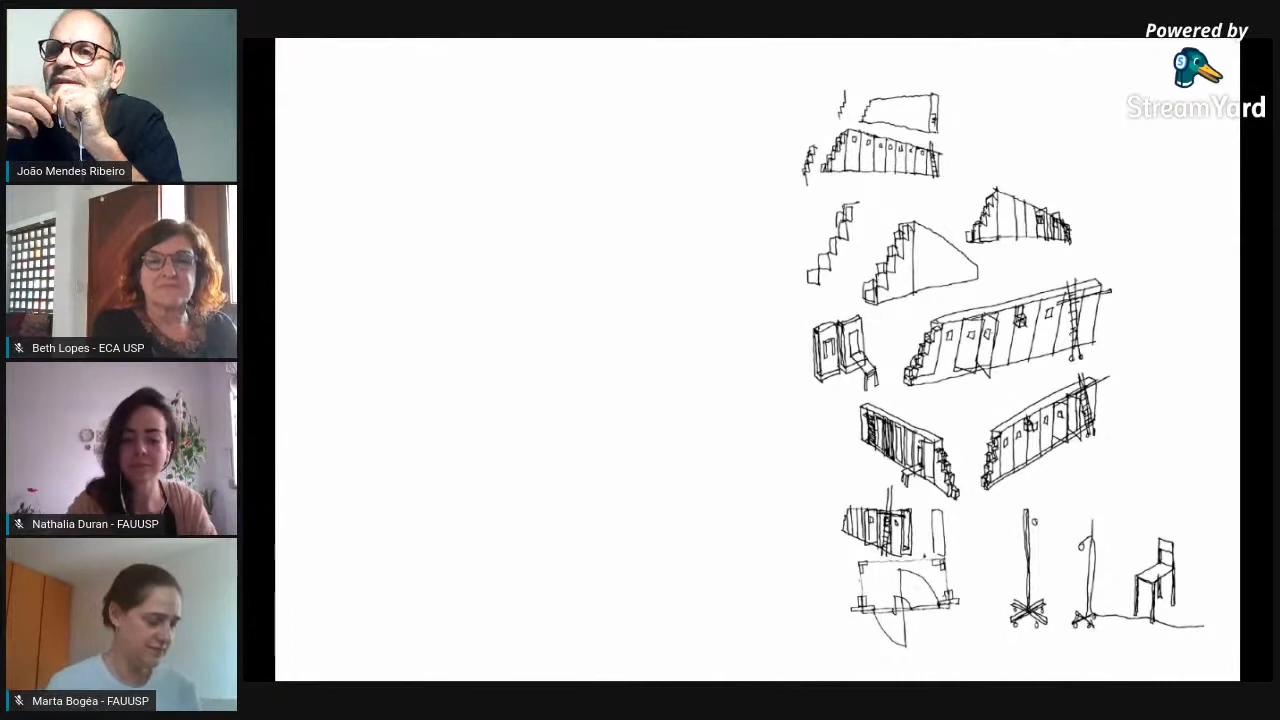 Powered by
StreamYard
João Mendes Ribeiro
Beth Lopes - ECA USP
Nathalia Duran - FAUUSP
Marta Bogéa - FAUUSP